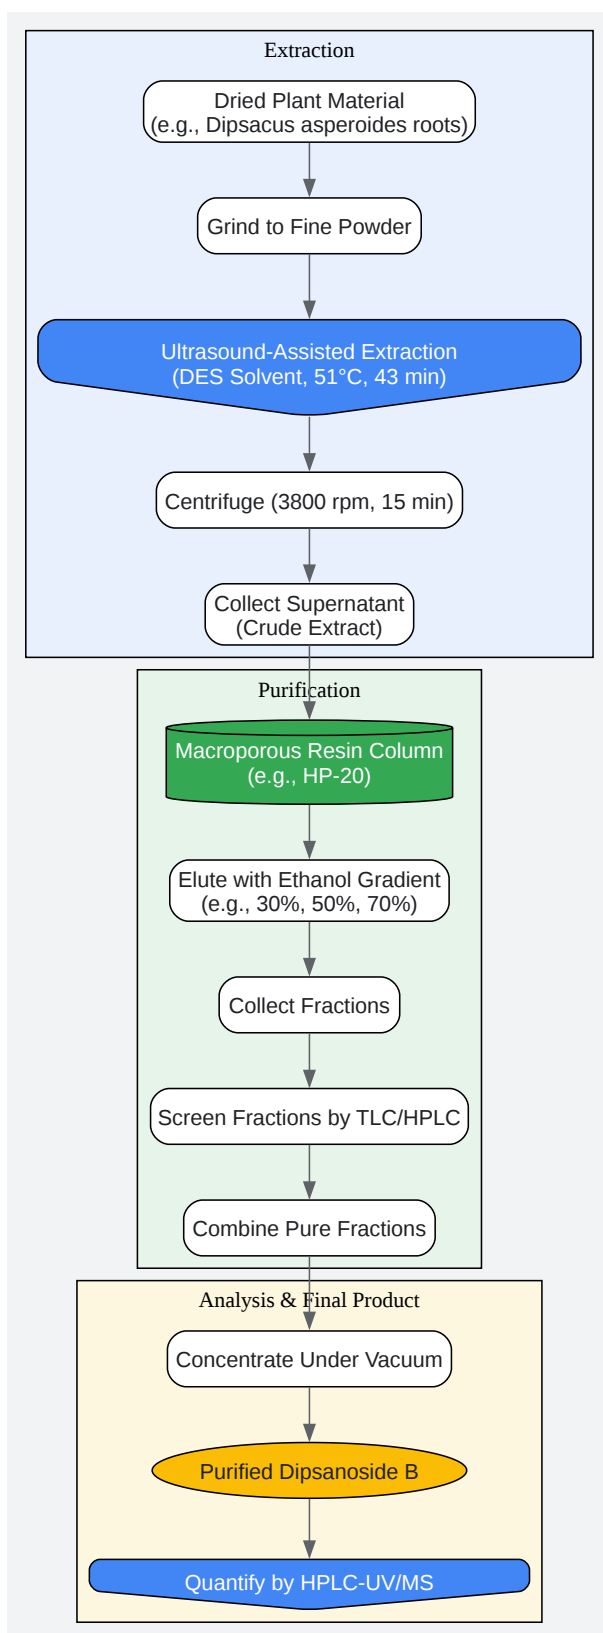 Extraction
Dried Plant Material
(e.g., Dipsacus asperoides roots)
Grind to Fine Powder
Ultrasound-Assisted Extraction
(DES Solvent, 51°C, 43 min)
Centrifuge (3800 rpm, 15 min)
Collect Supernatant
(Crude Extract)
Purification
Macroporous Resin Column
(e.g., HP-20)
Elute with Ethanol Gradient
(e.g., 30%, 50%, 70%)
Collect Fractions
Screen Fractions by TLC/HPLC
Combine Pure Fractions
Analysis & Final Product
Concentrate Under Vacuum
Purified Dipsanoside B
Quantify by HPLC-UV/MS